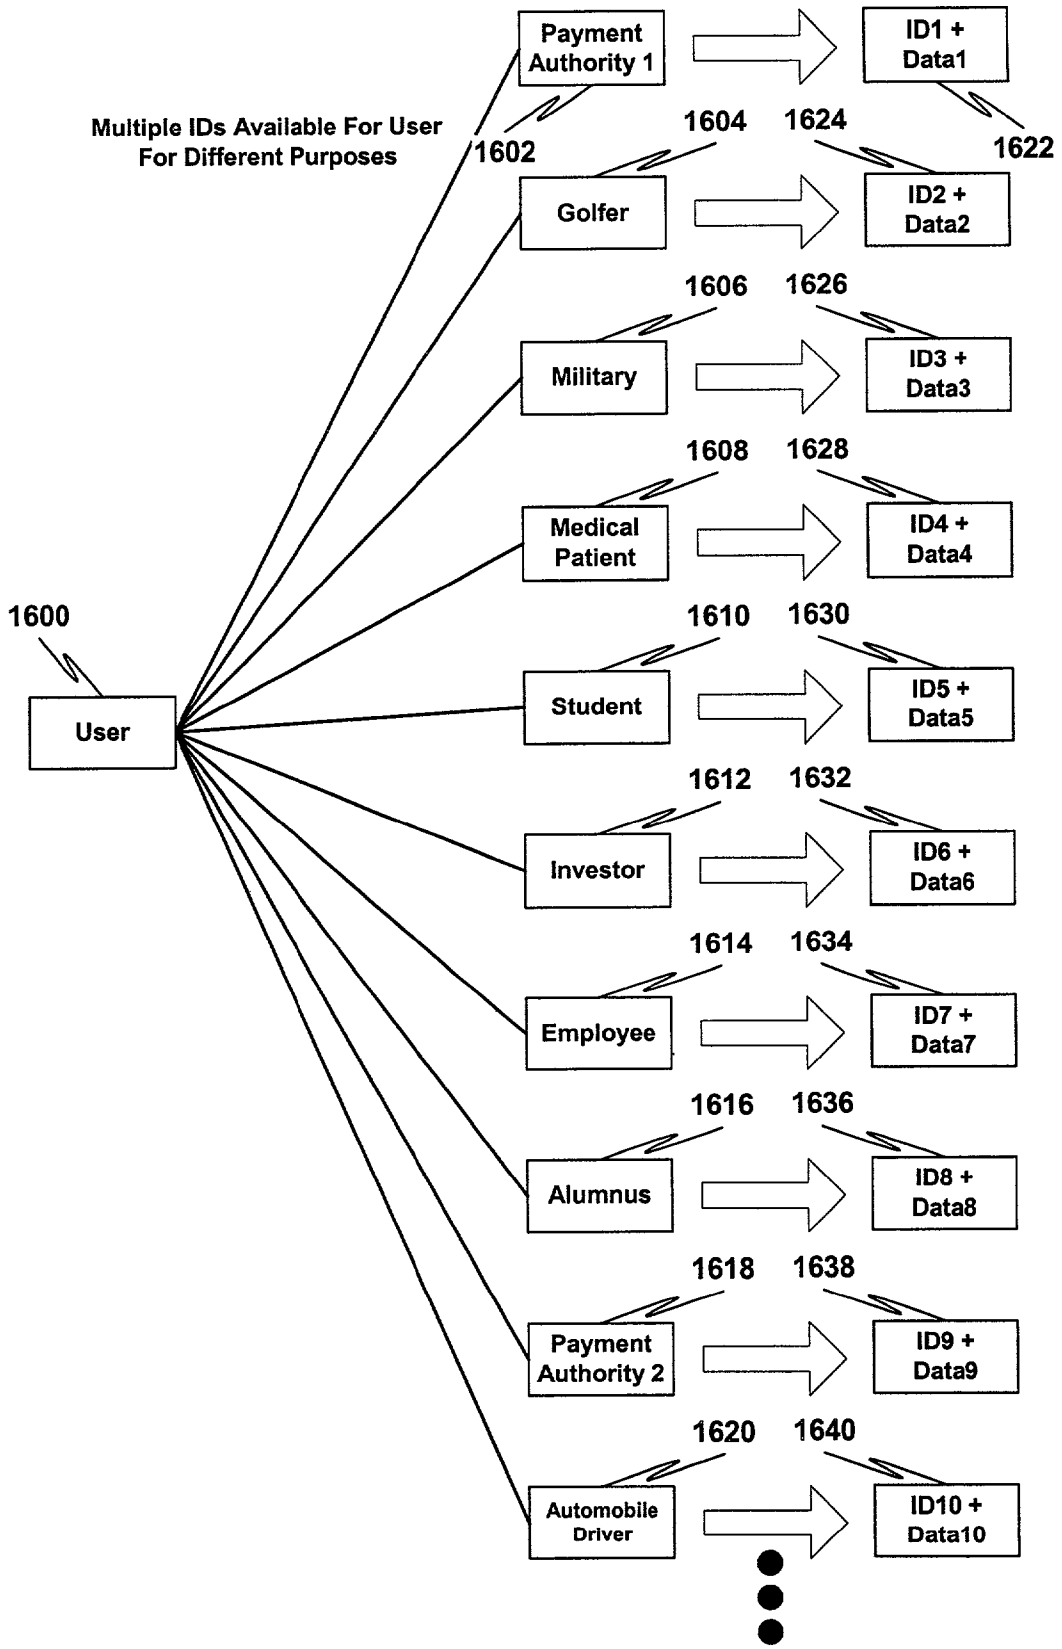 Payment
Authority 1
ID1 +
Data1
Multiple IDs Available For User
For Different Purposes
1602
1604
1624
1622
Golfer
ID2 +
Data2
1606
1626
Military
ID3 +
Data3
1608
1628
Medical
Patient
ID4 +
Data4
1600
User
1610
1630
Student
ID5 +
Data5
1612
1632
Investor
ID6 +
Data6
1614
1634
Employee
ID7 +
Data7
1616
1636
Alumnus
ID8 +
Data8
1618
1638
Payment
Authority 2
ID9 +
Data9
1620
1640
Automobile
Driver
ID10 +
Data10